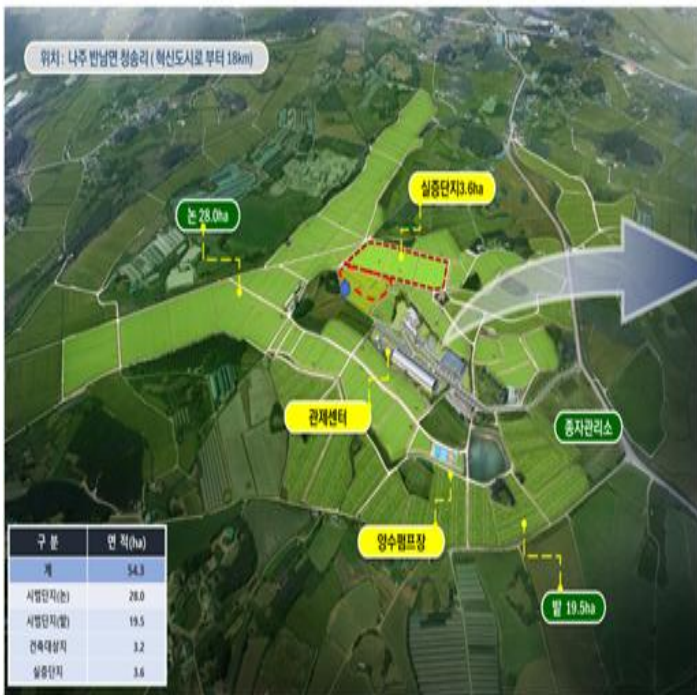 위치 : 나주 반남면 청송리 ( 혁신도시로 부터 18km)
실증단지3.6ha
논 28.0ha
관제센터
종자관리소
양수펌프장
밭 19.5ha
구 분 면 적(ha)
계 54.3
시범단지(논) 28.0
시범단지(밭) 19.5
건축대상지 3.2
실증단지 3.6